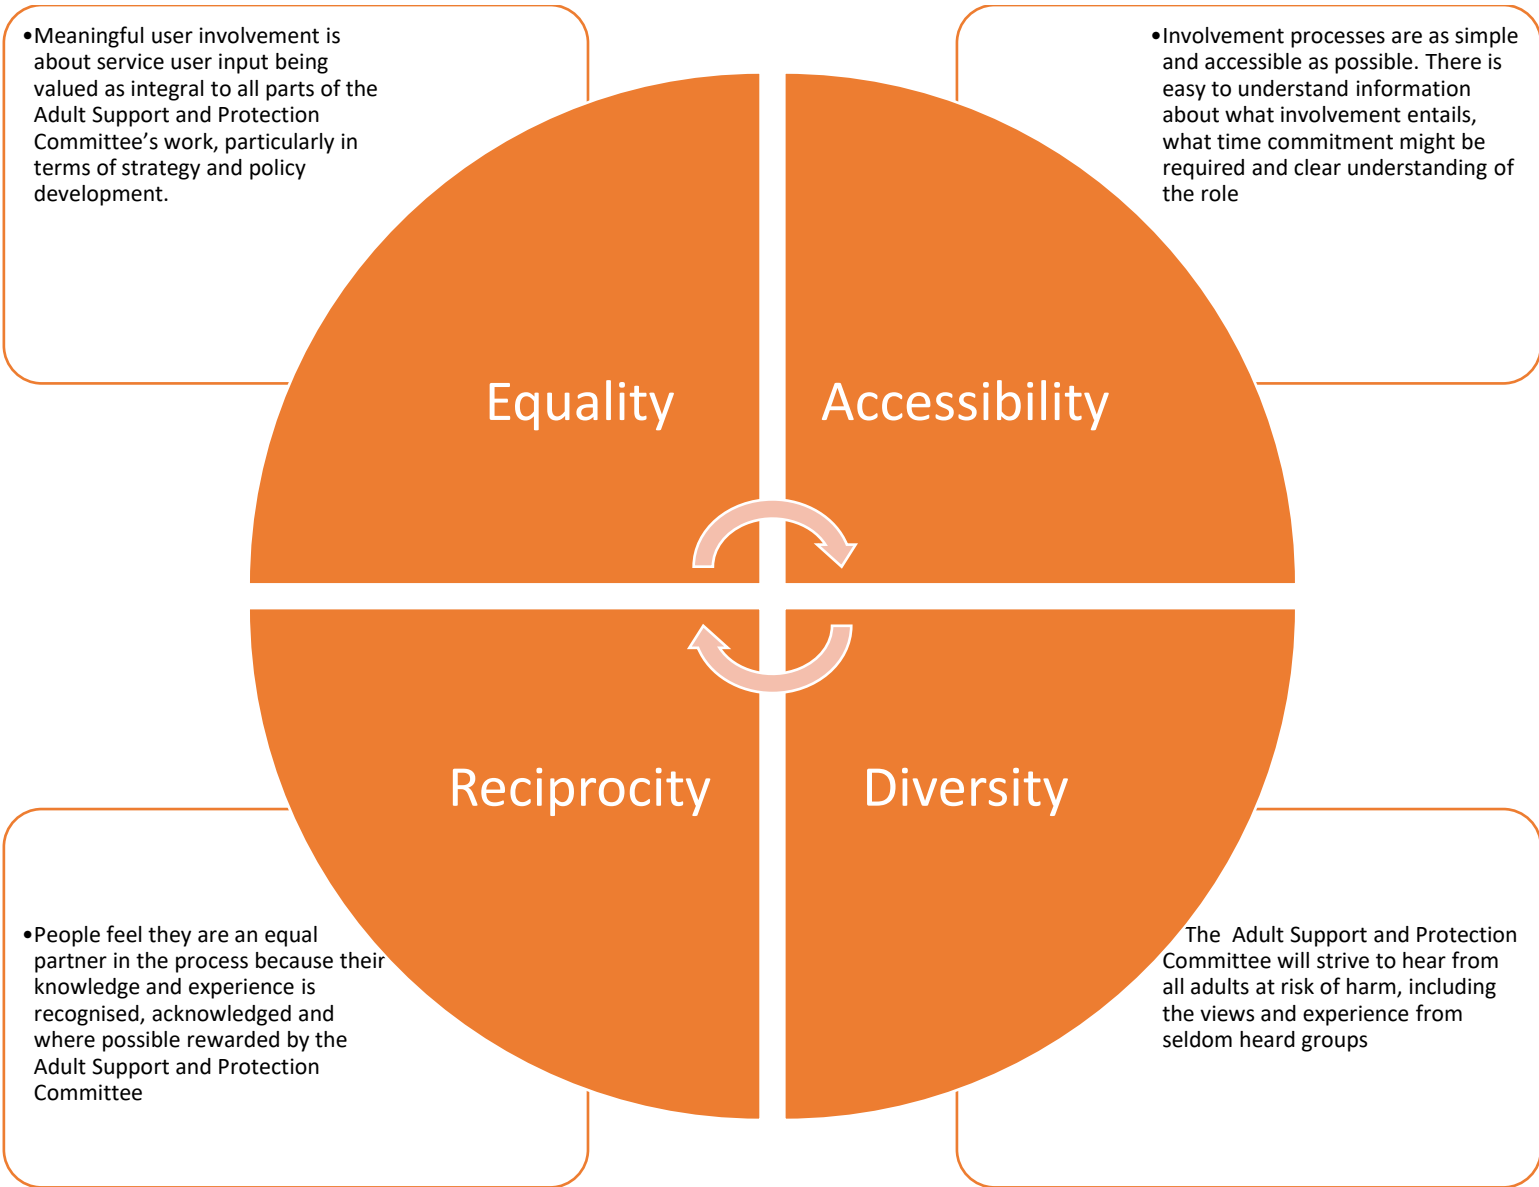 •Meaningful user involvement is
about service user input being
valued as integral to all parts of the
Adult Support and Protection
Committee’s work, particularly in
terms of strategy and policy
development.
•Involvement processes are as simple
and accessible as possible. There is
easy to understand information
about what involvement entails,
what time commitment might be
required and clear understanding of
the role
Equality
Accessibility
Reciprocity
Diversity
•People feel they are an equal
partner in the process because their
knowledge and experience is
recognised, acknowledged and
where possible rewarded by the
Adult Support and Protection
Committee
The Adult Support and Protection
Committee will strive to hear from
all adults at risk of harm, including
the views and experience from
seldom heard groups